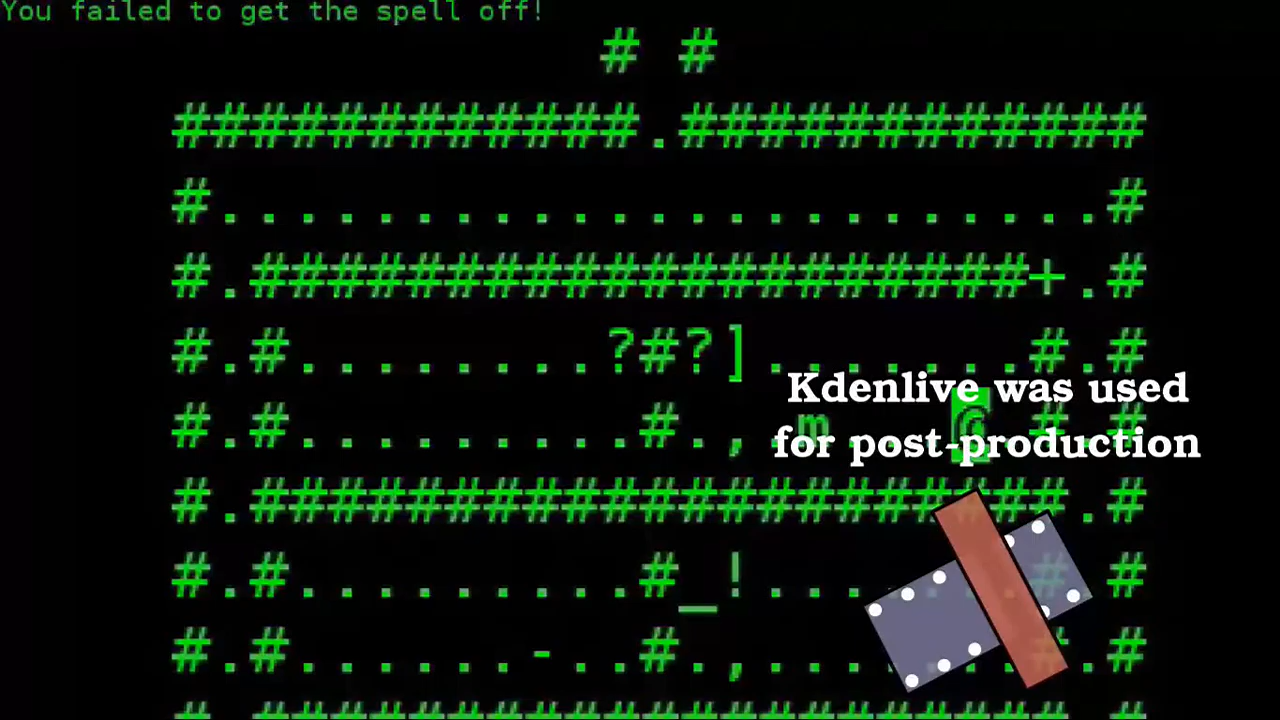 You failed to get the spell off!
# #
#############.############
#.......................#
#.####################+.#
#.#........?#?].......#.#
#.#.........#.,.m...@.#.#
Kdenlive was used
for post-production
#.#####################.#
#.#.........#_!.......#.#
#.#......-..#.,.......#.#
#.#####################.#